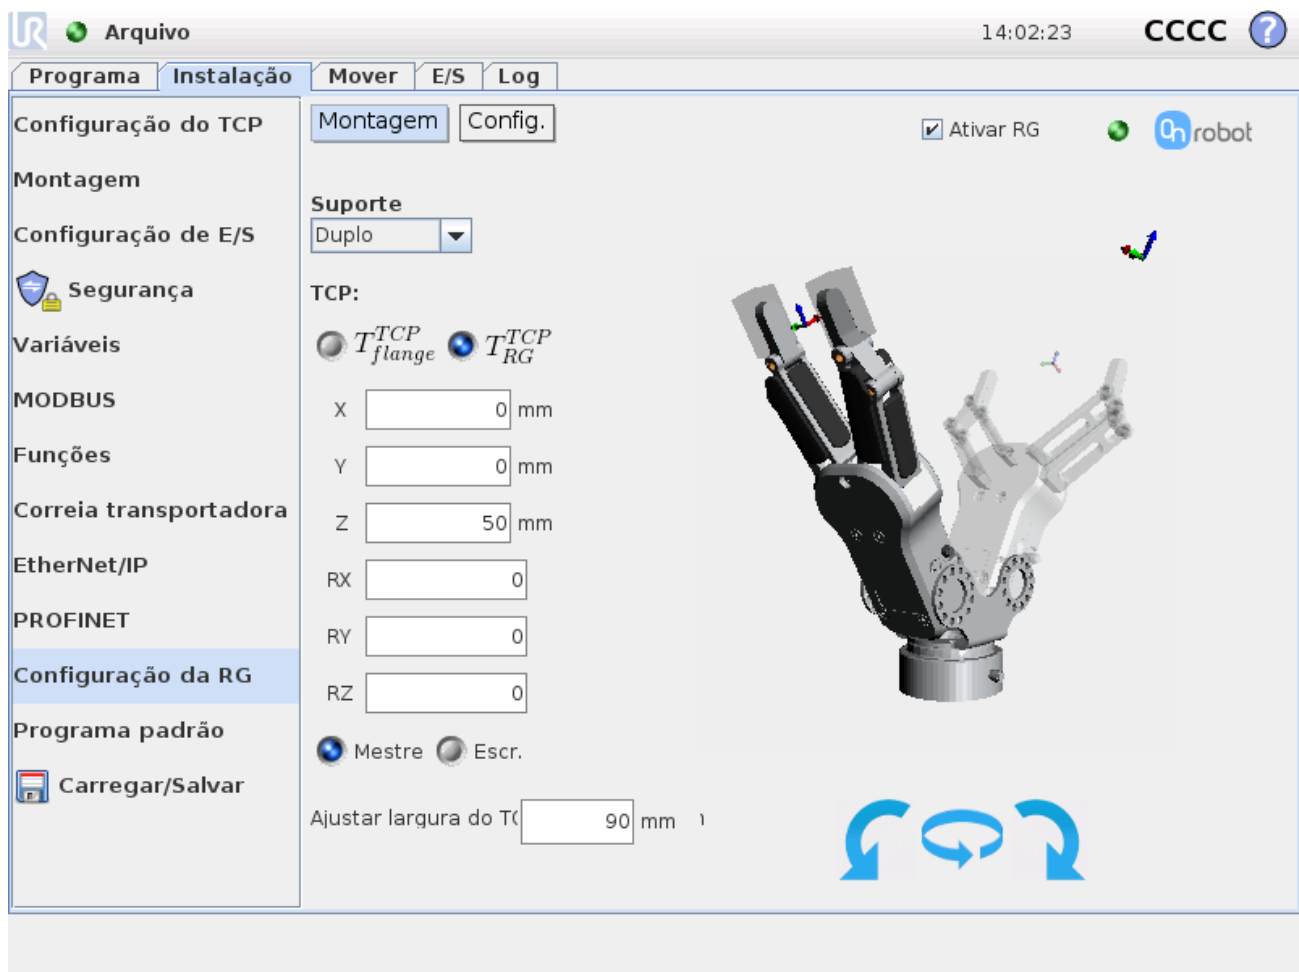 UR Arquivo 14:02:23 CCCC ?
Programa Instalação Mover E/S Log
Configuração do TCP
Montagem
Configuração de E/S
Segurança
Variáveis
MODBUS
Funções
Correia transportadora
EtherNet/IP
PROFINET
Configuração da RG
Programa padrão
Carregar/Salvar
Montagem Config.
Ativar RG
On robot
Suporte
Duplo
TCP:
T TCP flange T TCP RG
X 0 mm
Y 0 mm
Z 50 mm
RX 0
RY 0
RZ 0
Mestre Escr.
Ajustar largura do 90 mm